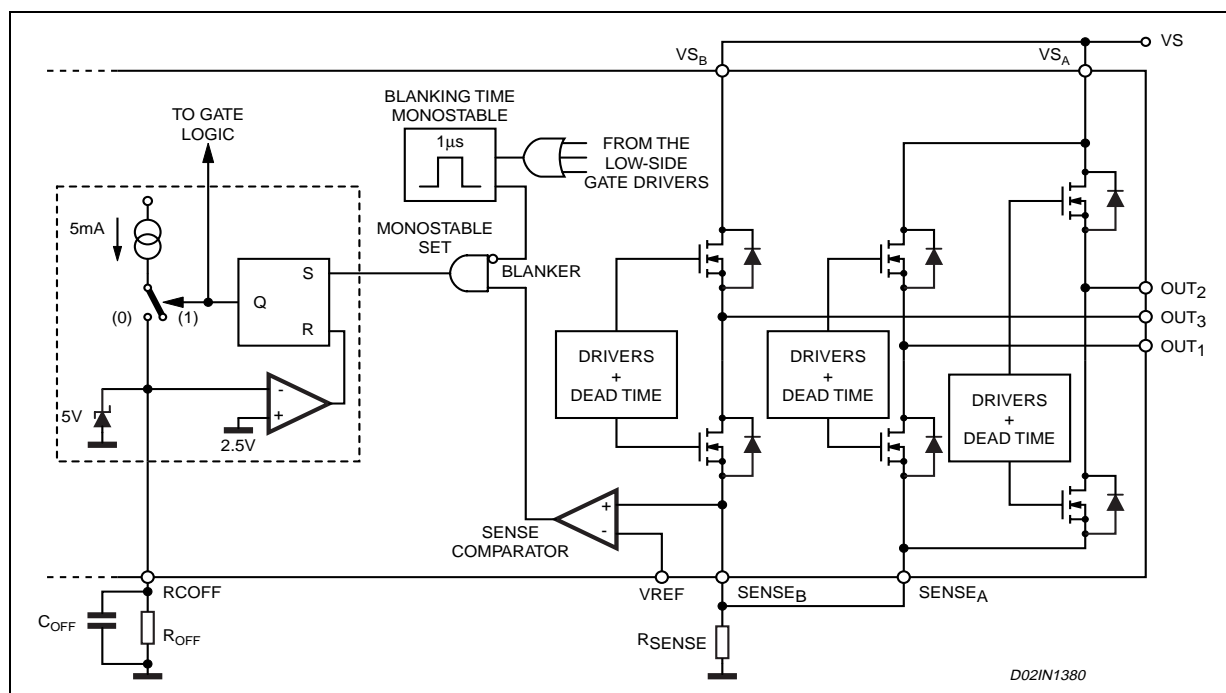 VS
VS_B
VS_A
BLANKING TIME
MONOSTABLE
TO GATE
LOGIC
1μs
FROM THE
LOW-SIDE
GATE DRIVERS
5mA
MONOSTABLE
SET
BLANKER
S
Q
R
(0)
(1)
OUT₂
OUT₃
OUT₁
DRIVERS
+
DEAD TIME
DRIVERS
+
DEAD TIME
DRIVERS
+
DEAD TIME
-
+
5V
2.5V
+
-
SENSE
COMPARATOR
RCOFF
VREF
SENSE_B
SENSE_A
C_OFF
R_OFF
R_SENSE
D02IN1380